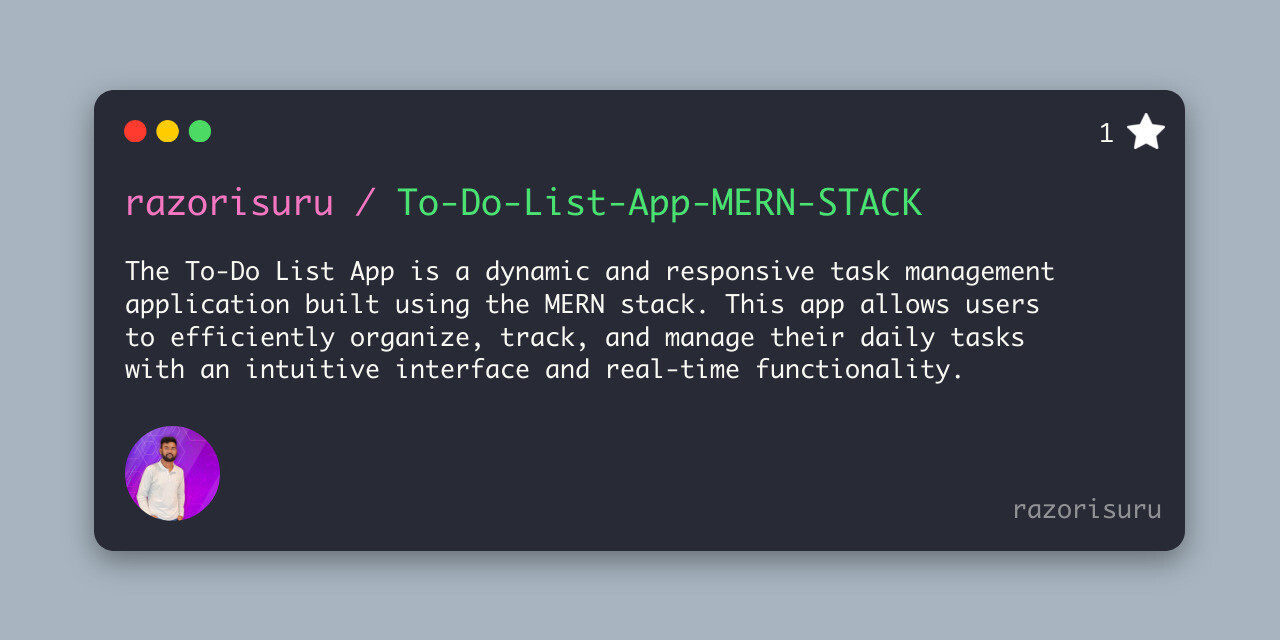 1
razorisuru / To-Do-List-App-MERN-STACK
The To-Do List App is a dynamic and responsive task management
application built using the MERN stack. This app allows users
to efficiently organize, track, and manage their daily tasks
with an intuitive interface and real-time functionality.
razorisuru